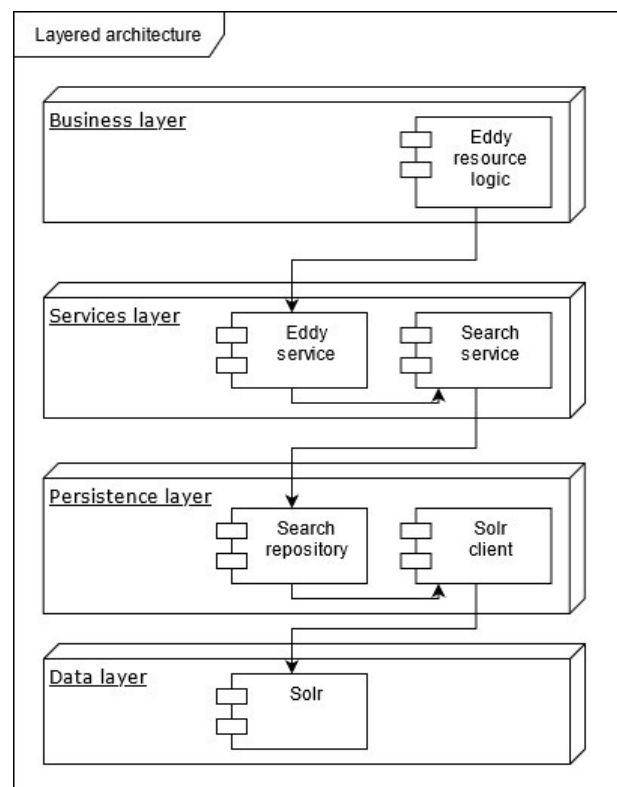 Layered architecture
Business layer
Eddy
resource
logic
Services layer
Eddy
service
Search
service
Persistence layer
Search
repository
Solr
client
Data layer
Solr